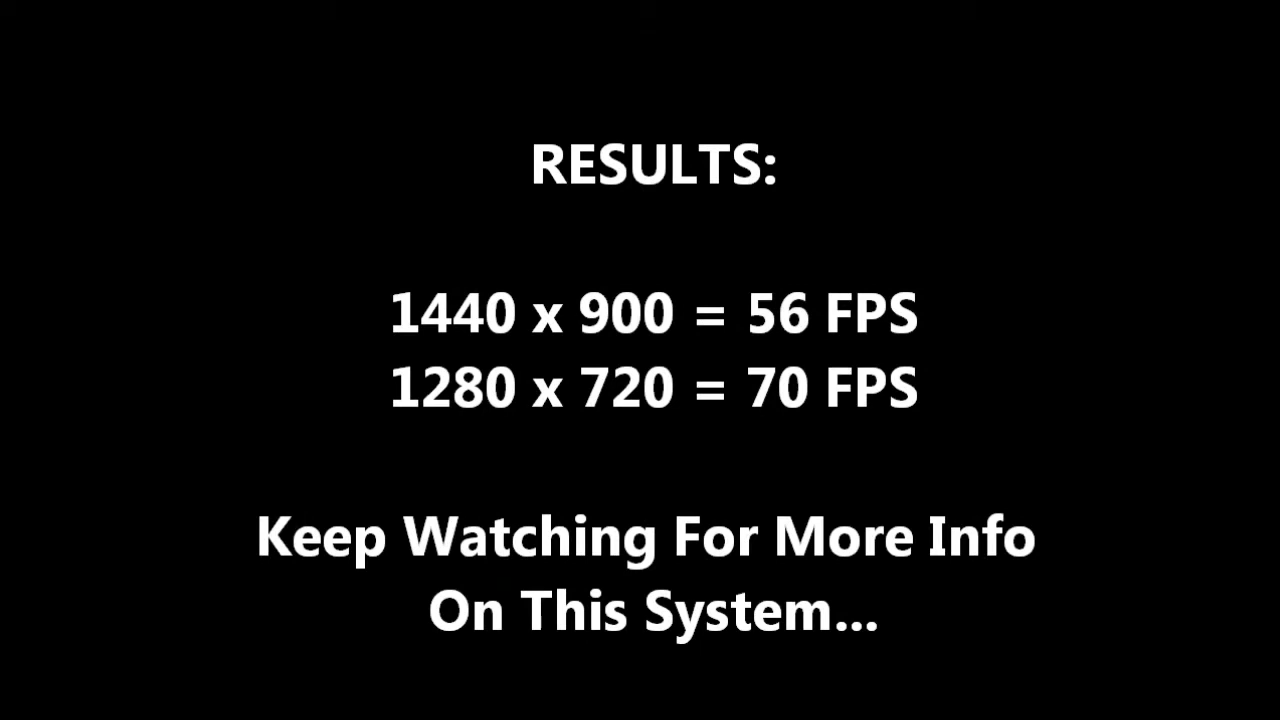 RESULTS:
1440 x 900 = 56 FPS
1280 x 720 = 70 FPS
Keep Watching For More Info
On This System...